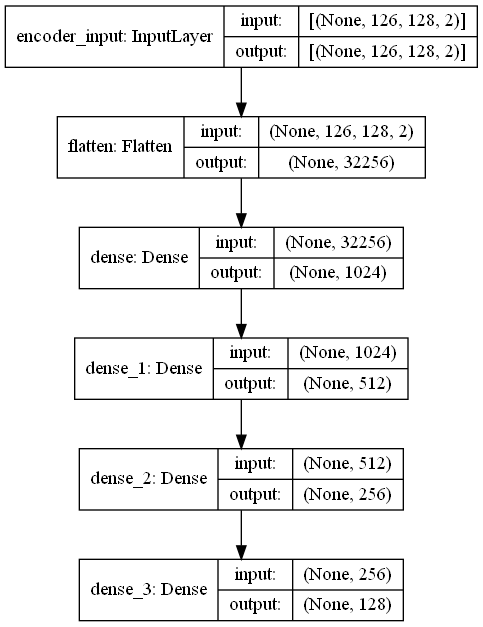 encoder_input: InputLayer
input: [(None, 126, 128, 2)]
output: [(None, 126, 128, 2)]
flatten: Flatten
input: (None, 126, 128, 2)
output: (None, 32256)
dense: Dense
input: (None, 32256)
output: (None, 1024)
dense_1: Dense
input: (None, 1024)
output: (None, 512)
dense_2: Dense
input: (None, 512)
output: (None, 256)
dense_3: Dense
input: (None, 256)
output: (None, 128)